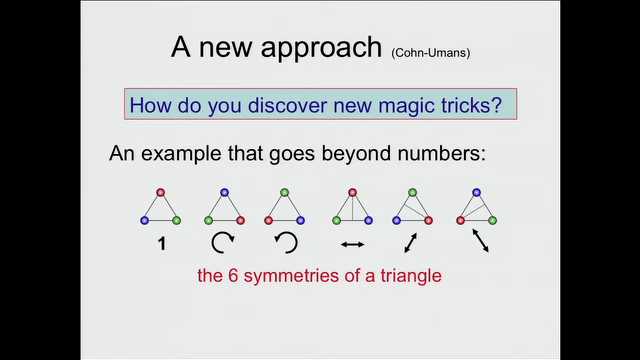 A new approach (Cohn-Umans)
How do you discover new magic tricks?
An example that goes beyond numbers:
1
the 6 symmetries of a triangle